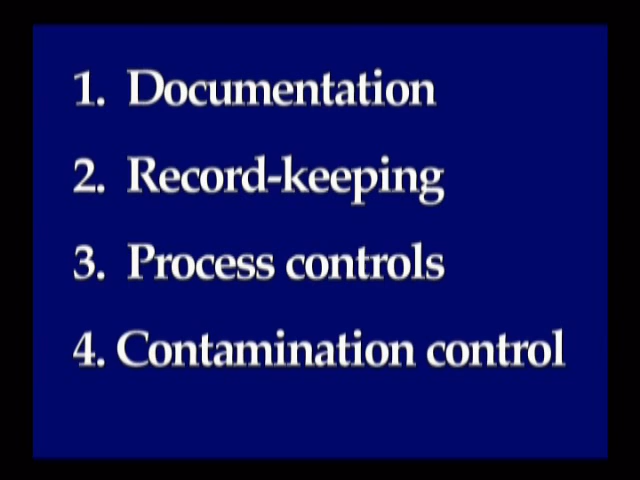 1. Documentation
2. Record-keeping
3. Process controls
4. Contamination control